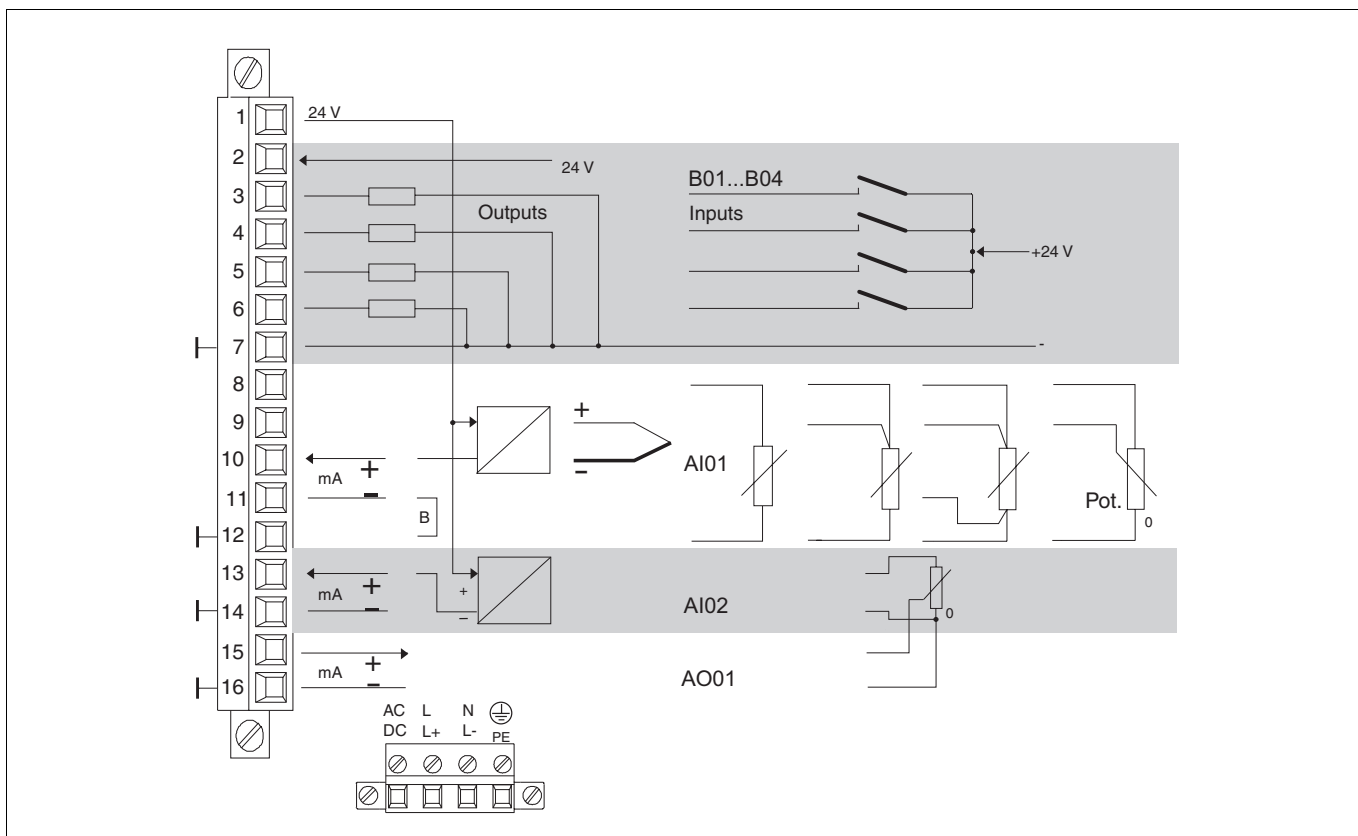 1 24 V
2 24 V
3 B01...B04
Outputs Inputs
4
5 +24 V
6
7 -
8
9 + -
10 mA + - AI01
11 B Pot. 0
12
13 mA + - + -
14 AI02 0
15 mA + -
16 AO01
AC L N
DC L+ L- PE